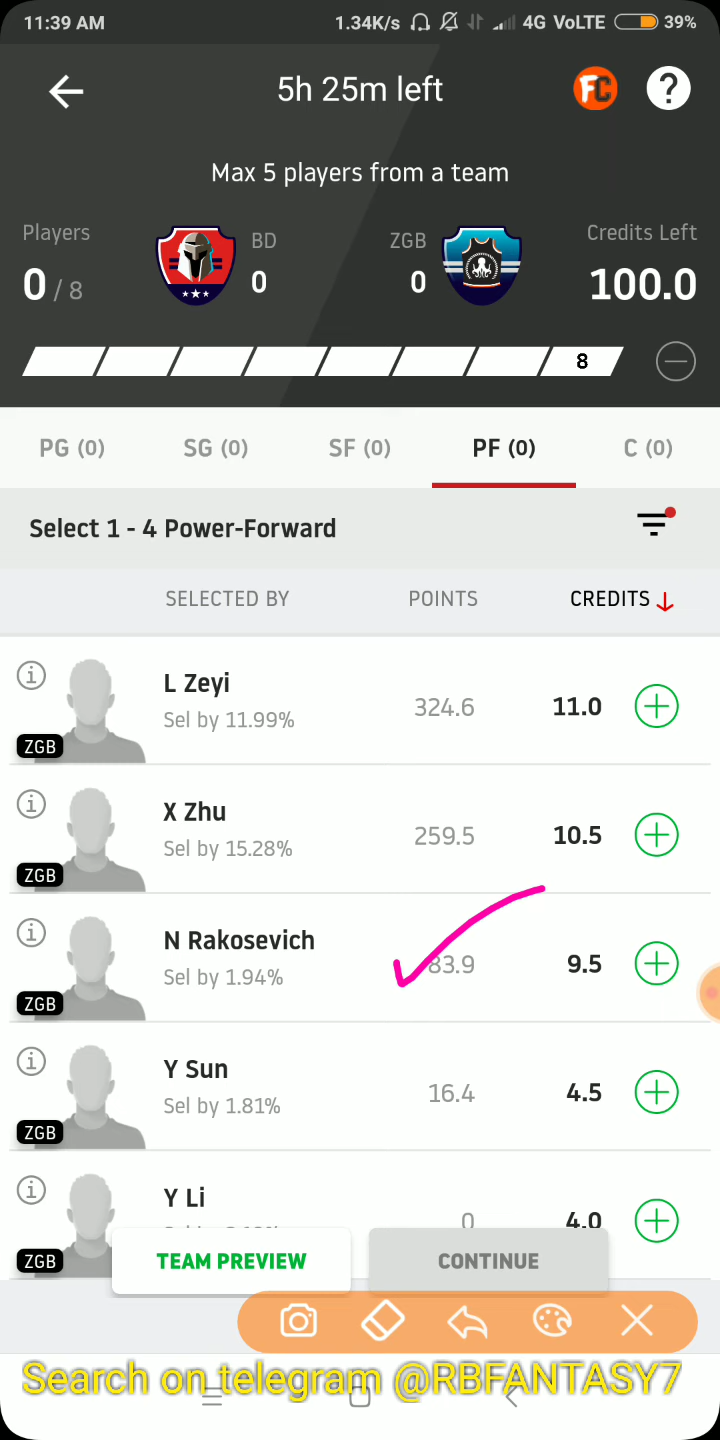 11:39 AM 1.34K/s 4G VoLTE 39%
5h 25m left FC ?
Max 5 players from a team
Players BD ZGB Credits Left
0 / 8 0 0 100.0
8
PG (0) SG (0) SF (0) PF (0) C (0)
Select 1 - 4 Power-Forward
SELECTED BY POINTS CREDITS
L Zeyi
Sel by 11.99%
324.6 11.0
ZGB
X Zhu
Sel by 15.28%
259.5 10.5
ZGB
N Rakosevich
Sel by 1.94%
83.9 9.5
ZGB
Y Sun
Sel by 1.81%
16.4 4.5
ZGB
Y Li
0 4.0
ZGB
TEAM PREVIEW CONTINUE
Search on telegram @RBFANTASY7